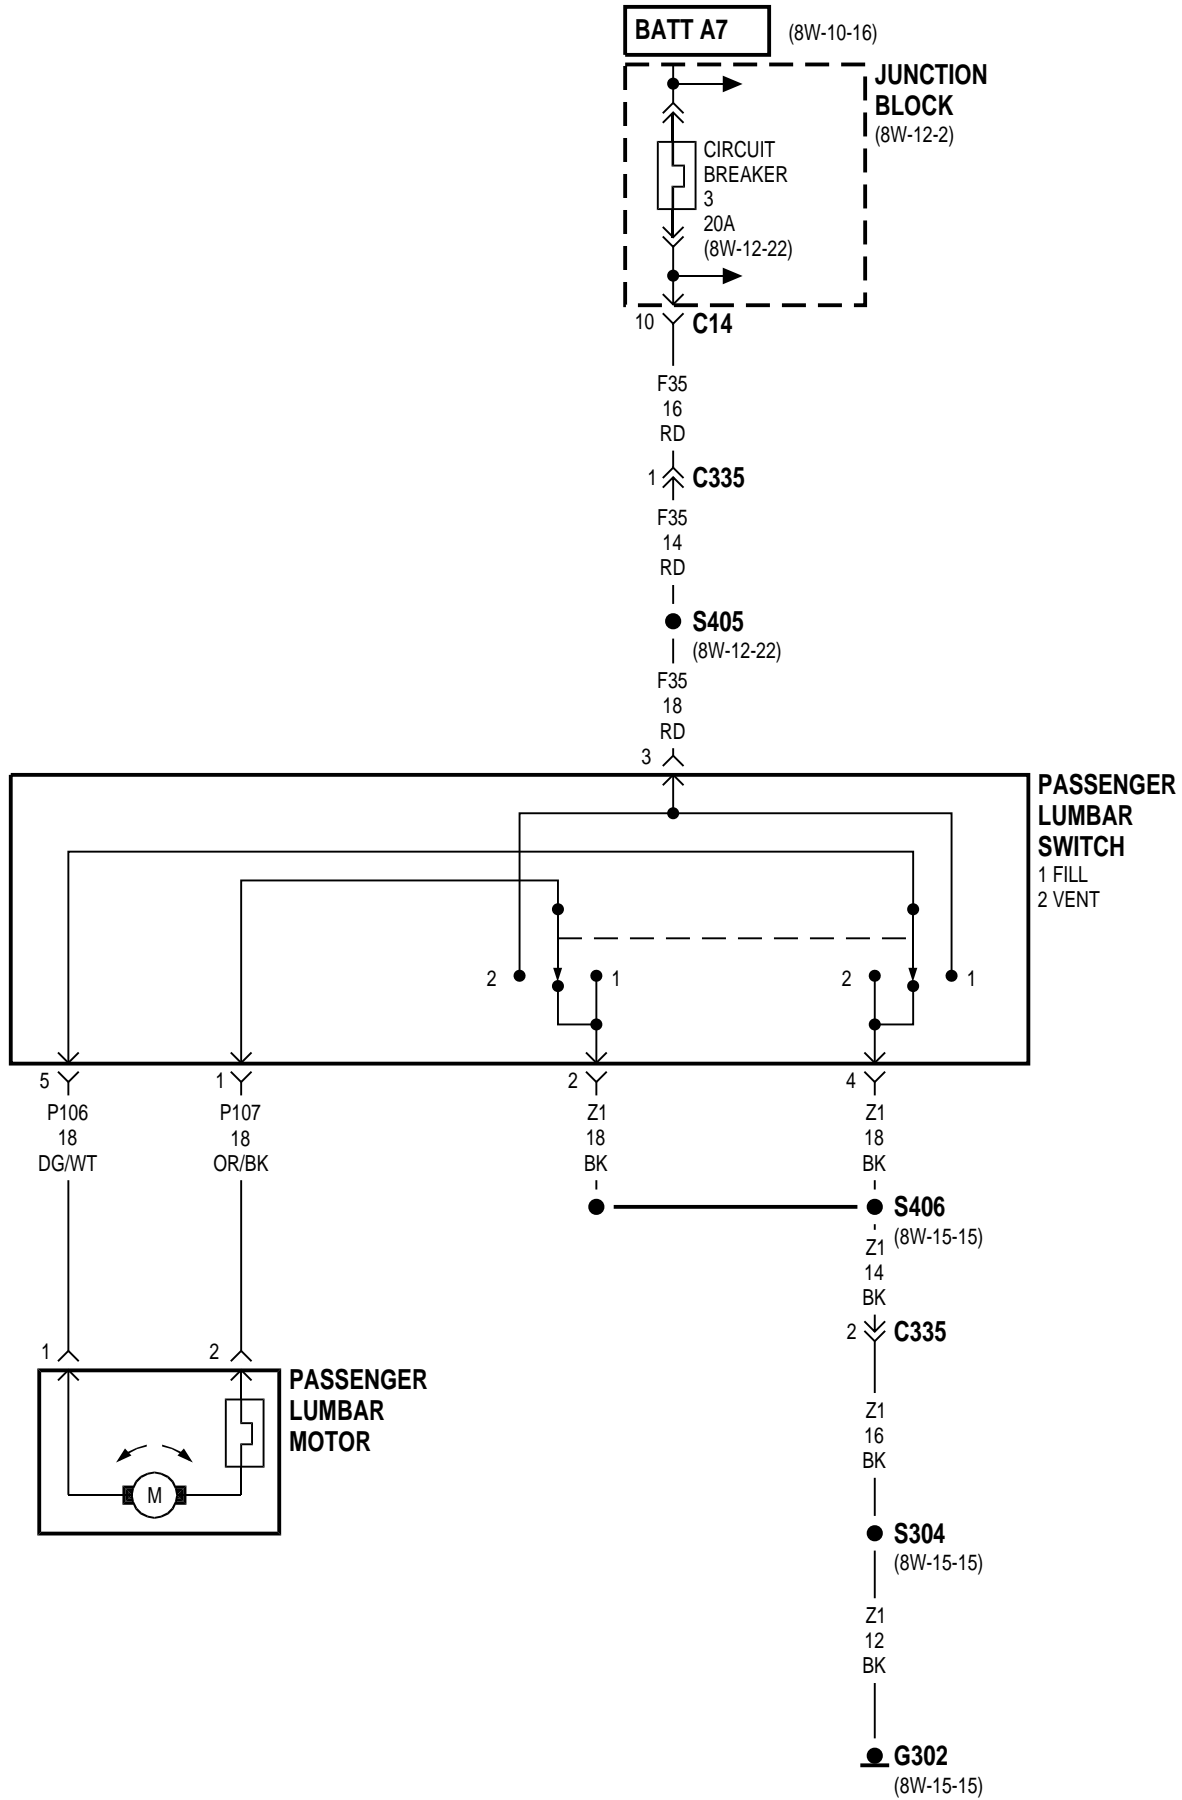 BATT A7
(8W-10-16)
JUNCTION
BLOCK
(8W-12-2)
CIRCUIT
BREAKER
3
20A
(8W-12-22)
10
C14
F35
16
RD
1
C335
F35
14
RD
S405
(8W-12-22)
F35
18
RD
3
PASSENGER
LUMBAR
SWITCH
1 FILL
2 VENT
2
1
2
1
5
1
2
4
P106
18
DG/WT
P107
18
OR/BK
Z1
18
BK
Z1
18
BK
S406
(8W-15-15)
Z1
14
BK
2
C335
1
2
PASSENGER
LUMBAR
MOTOR
M
Z1
16
BK
S304
(8W-15-15)
Z1
12
BK
G302
(8W-15-15)